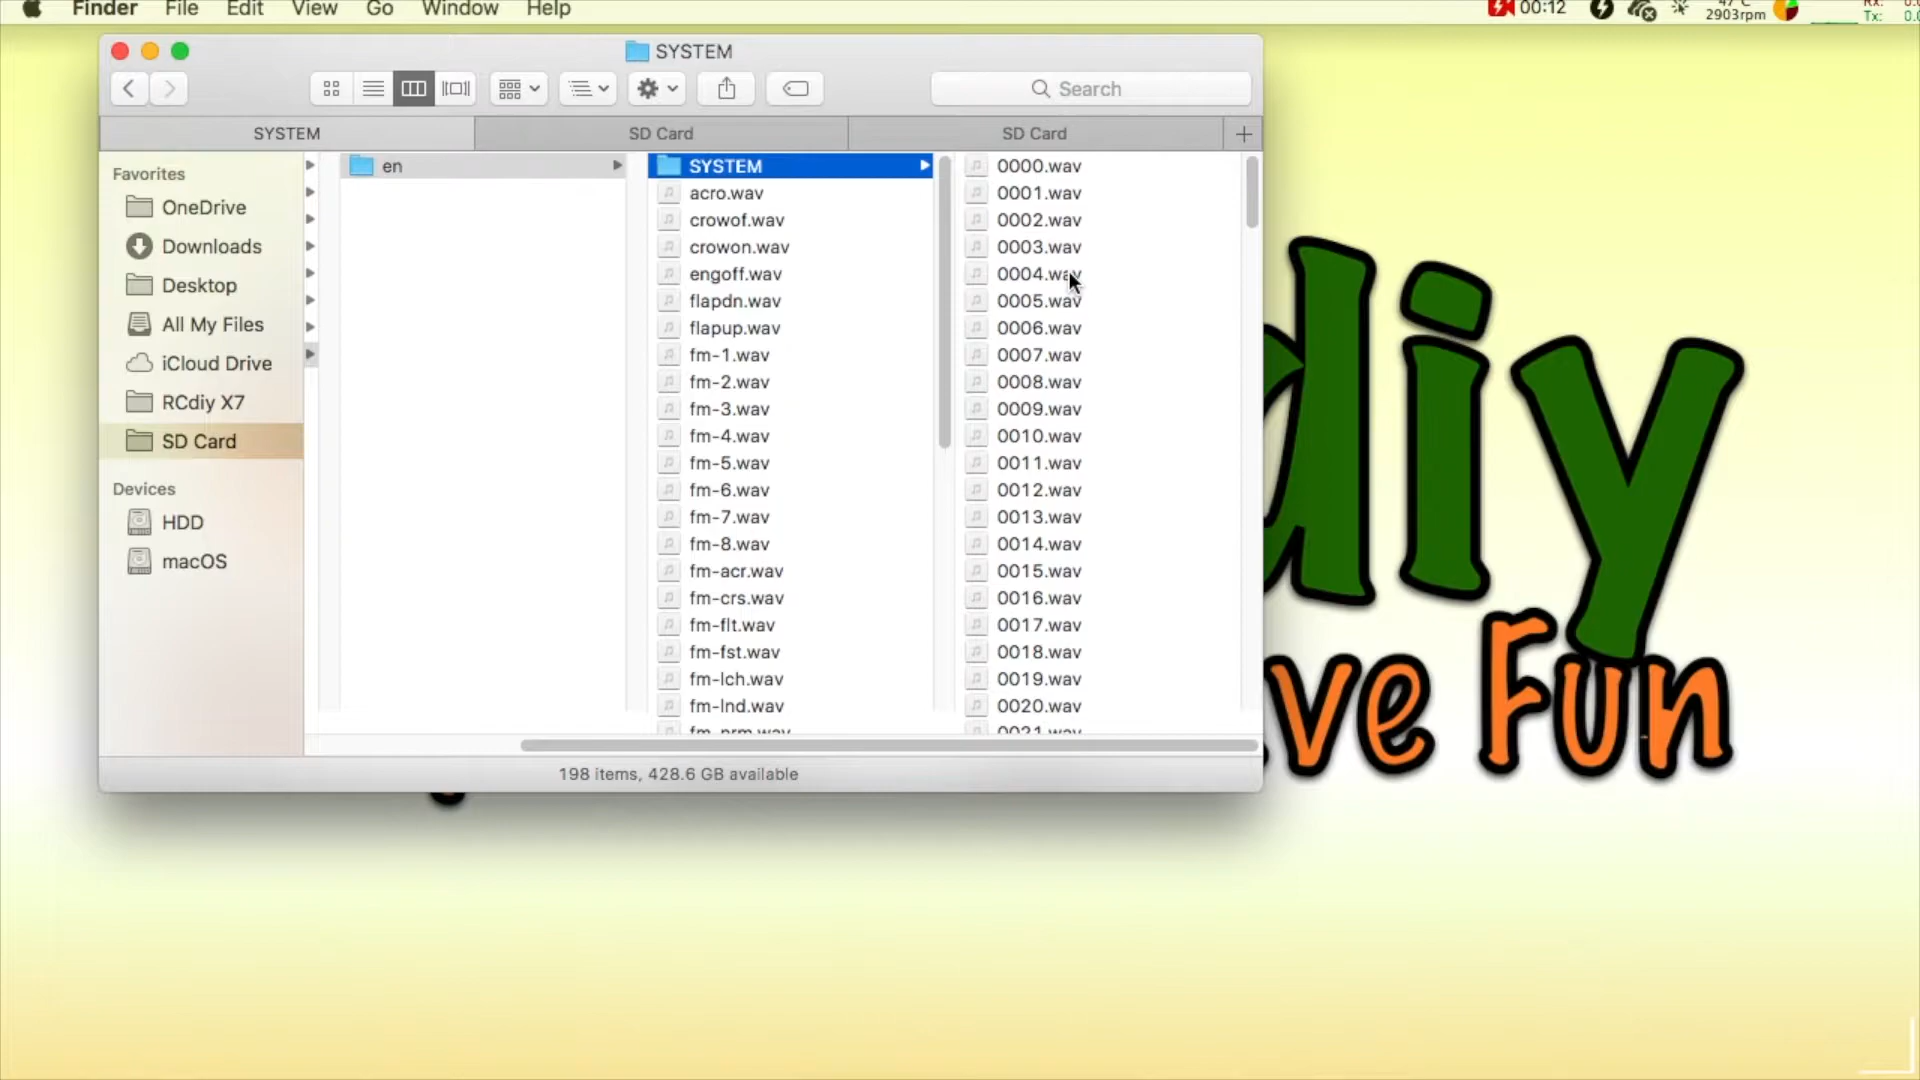 Finder File Edit View Go Window Help
00:12
2903rpm
Tx:
SYSTEM
Search
SYSTEM
SD Card
SD Card
Favorites
OneDrive
Downloads
Desktop
All My Files
iCloud Drive
RCdiy X7
SD Card
Devices
HDD
macOS
en
SYSTEM
acro.wav
crowof.wav
crowon.wav
engoff.wav
flapdn.wav
flapup.wav
fm-1.wav
fm-2.wav
fm-3.wav
fm-4.wav
fm-5.wav
fm-6.wav
fm-7.wav
fm-8.wav
fm-acr.wav
fm-crs.wav
fm-flt.wav
fm-fst.wav
fm-lch.wav
fm-lnd.wav
fm-nrm.wav
0000.wav
0001.wav
0002.wav
0003.wav
0004.wav
0005.wav
0006.wav
0007.wav
0008.wav
0009.wav
0010.wav
0011.wav
0012.wav
0013.wav
0014.wav
0015.wav
0016.wav
0017.wav
0018.wav
0019.wav
0020.wav
0021.wav
198 items, 428.6 GB available
diy
ve Fun